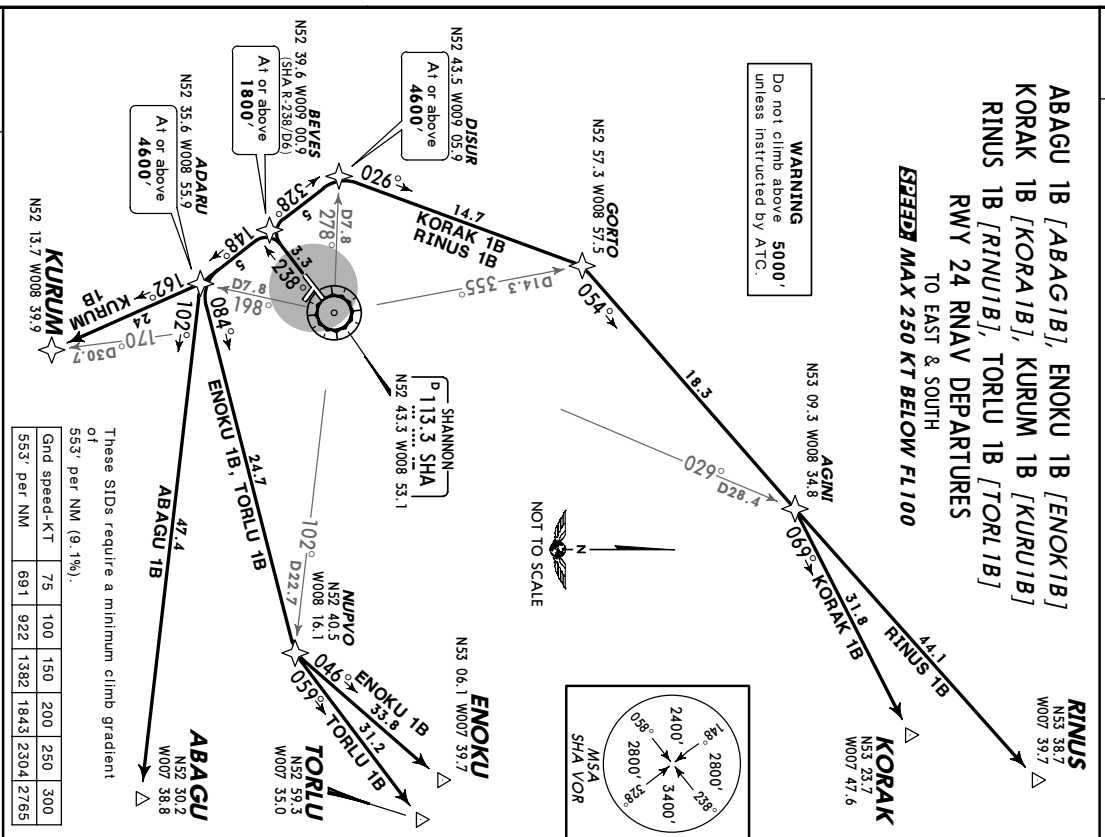 ABAGU 1B [ABAG1B], ENOKU 1B [ENOK1B]
KORAK 1B [KORA1B], KURUM 1B [KURU1B]
RINUS 1B [RINU1B], TORLU 1B [TORL1B]
RWY 24 RNAV DEPARTURES
TO EAST & SOUTH
SPEED: MAX 250 KT BELOW FL100
WARNING
Do not climb above 5000'
unless instructed by ATC.
RINUS
N53 38.7
W007 39.7
KORAK
N53 23.7
W007 47.6
44.1
RINUS 1B
31.8
KORAK 1B
069°
AGINI
N53 09.3 W008 34.8
029°
D28.4
18.3
054°
GORTO
N52 57.3 W008 57.5
D14.3 355°
14.7
KORAK 1B
RINUS 1B
026°
DISUR
N52 43.5 W009 05.9
At or above
4600'
D7.8
278°
328°
5
BEVES
N52 39.6 W009 00.9
(SHA R-238/D6)
At or above
1800'
3.3
238°
148°
5
ADARU
N52 35.6 W008 55.9
At or above
4600'
D7.8
198°
SHANNON
D 113.3 SHA
N52 43.3 W008 53.1
NOT TO SCALE
N
MSA
SHA VOR
148°
2800'
238°
3400'
328°
2800'
058°
2400'
162°
24
KURUM
1B
170° D30.7
KURUM
N52 13.7 W008 39.9
102°
47.4
ABAGU 1B
084°
24.7
ENOKU 1B, TORLU 1B
102°
D22.7
NUPVO
N52 40.5
W008 16.1
046°
ENOKU 1B
33.8
059°
31.2
TORLU 1B
ENOKU
N53 06.1 W007 39.7
TORLU
N52 59.3
W007 35.0
ABAGU
N52 30.2
W007 38.8
These SIDs require a minimum climb gradient
of
553' per NM (9.1%).
Gnd speed-KT 75 100 150 200 250 300
553' per NM 691 922 1382 1843 2304 2765